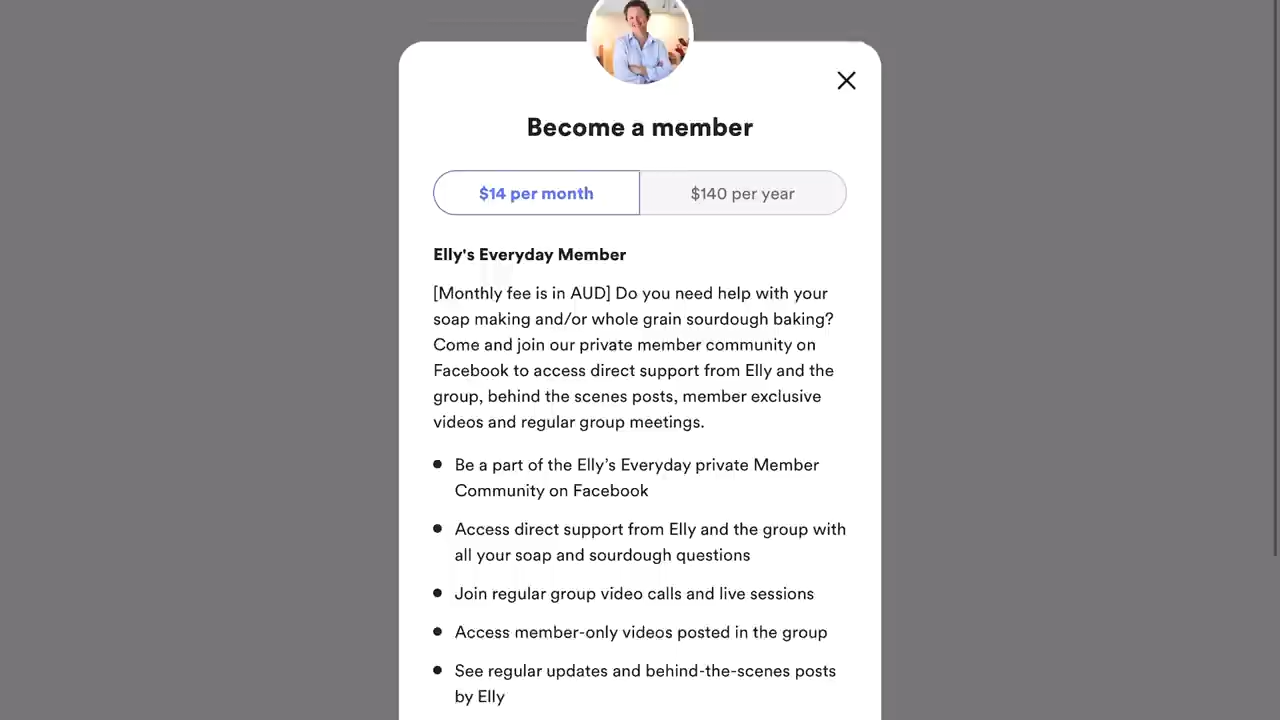 Become a member
$14 per month
$140 per year
Elly's Everyday Member
[Monthly fee is in AUD] Do you need help with your
soap making and/or whole grain sourdough baking?
Come and join our private member community on
Facebook to access direct support from Elly and the
group, behind the scenes posts, member exclusive
videos and regular group meetings.
Be a part of the Elly’s Everyday private Member
Community on Facebook
Access direct support from Elly and the group with
all your soap and sourdough questions
Join regular group video calls and live sessions
Access member-only videos posted in the group
See regular updates and behind-the-scenes posts
by Elly